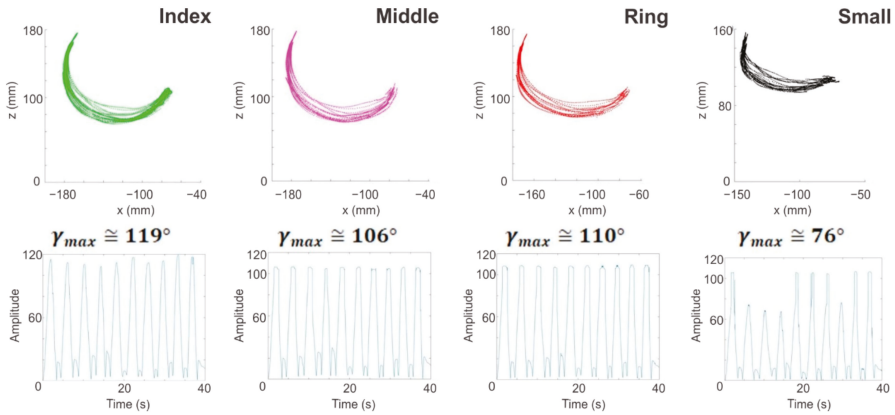 Index
Middle
Ring
Small
180
100
0
z (mm)
−180
−100
−40
x (mm)
180
100
0
z (mm)
−180
−100
−40
x (mm)
180
100
0
z (mm)
−160
−100
−60
x (mm)
160
80
0
z (mm)
−150
−100
−50
x (mm)
γmax ≅ 119°
γmax ≅ 106°
γmax ≅ 110°
γmax ≅ 76°
120
80
60
Amplitude
0
20
40
Time (s)
120
100
60
Amplitude
0
20
40
Time (s)
120
100
60
Amplitude
0
20
40
Time (s)
120
100
60
Amplitude
0
20
40
Time (s)